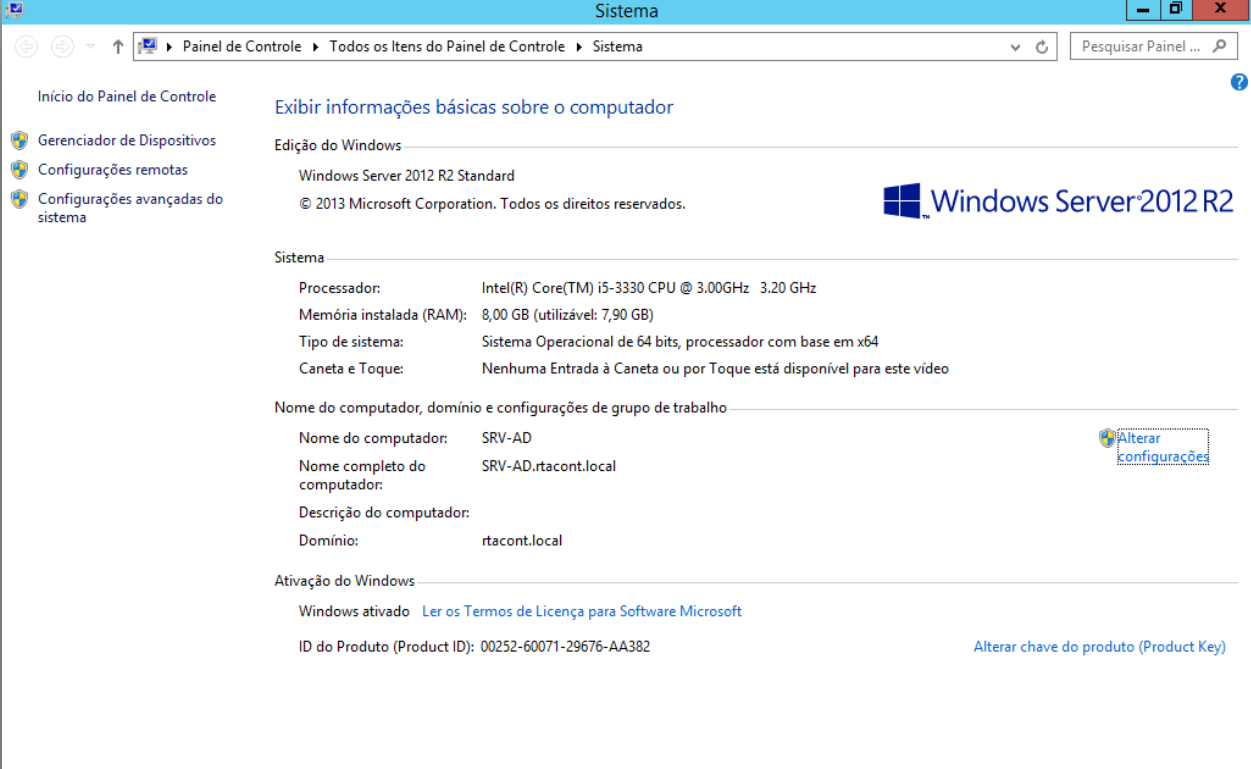 Sistema
Painel de Controle Todos os Itens do Painel de Controle Sistema
Pesquisar Painel ...
Início do Painel de Controle
Gerenciador de Dispositivos
Configurações remotas
Configurações avançadas do
sistema
Exibir informações básicas sobre o computador
Edição do Windows
Windows Server 2012 R2 Standard
© 2013 Microsoft Corporation. Todos os direitos reservados.
Windows Server 2012 R2
Sistema
Processador: Intel(R) Core(TM) i5-3330 CPU @ 3.00GHz 3.20 GHz
Memória instalada (RAM): 8,00 GB (utilizável: 7,90 GB)
Tipo de sistema: Sistema Operacional de 64 bits, processador com base em x64
Caneta e Toque: Nenhuma Entrada à Caneta ou por Toque está disponível para este vídeo
Nome do computador, domínio e configurações de grupo de trabalho
Nome do computador: SRV-AD
Alterar
configurações
Nome completo do SRV-AD.rtacont.local
computador:
Descrição do computador:
Domínio: rtacont.local
Ativação do Windows
Windows ativado Ler os Termos de Licença para Software Microsoft
ID do Produto (Product ID): 00252-60071-29676-AA382
Alterar chave do produto (Product Key)